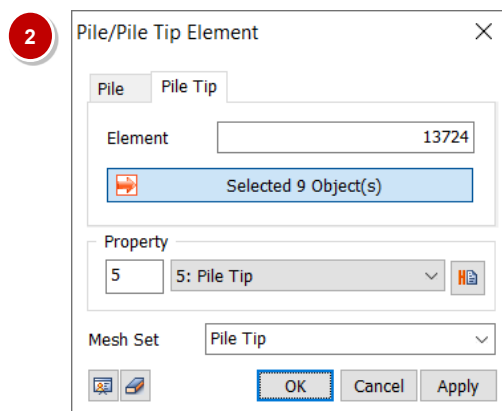 2
Pile/Pile Tip Element
Pile Pile Tip
Element 13724
Selected 9 Object(s)
Property
5 5: Pile Tip
Mesh Set Pile Tip
OK Cancel Apply